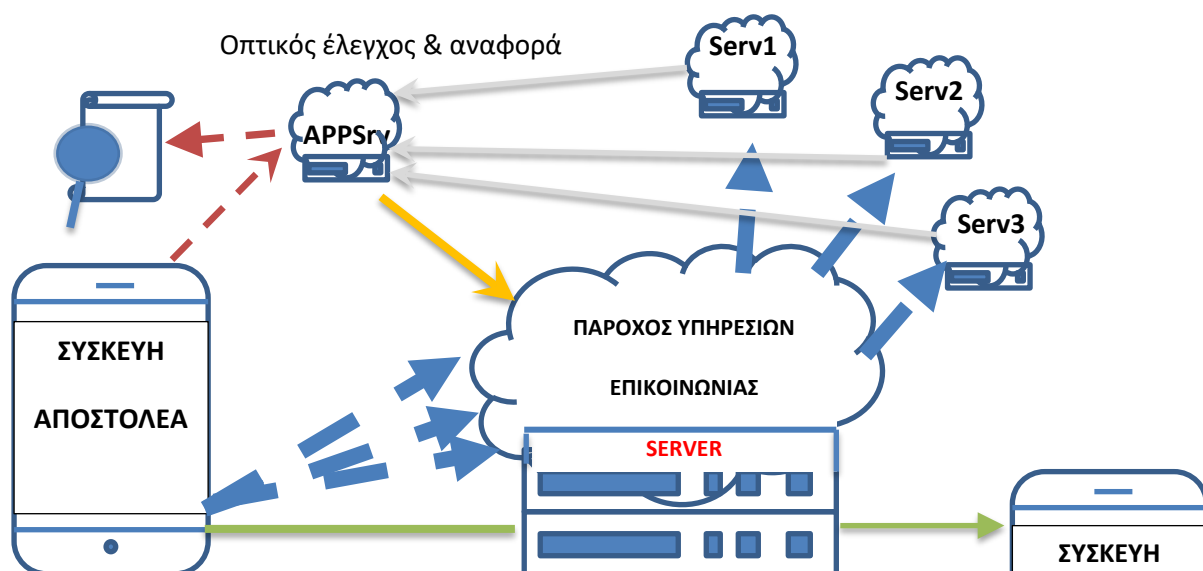 Οπτικός έλεγχος & αναφορά
Serv1
Serv2
APPSrv
Serv3
ΠΑΡΟΧΟΣ ΥΠΗΡΕΣΙΩΝ
ΕΠΙΚΟΙΝΩΝΙΑΣ
ΣΥΣΚΕΥΗ
ΑΠΟΣΤΟΛΕΑ
SERVER
ΣΥΣΚΕΥΗ